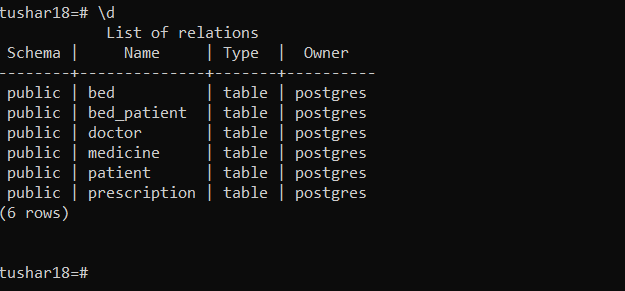 tushar18=# \d
            List of relations
 Schema |     Name     | Type  |  Owner
--------+--------------+-------+----------
 public | bed          | table | postgres
 public | bed_patient  | table | postgres
 public | doctor       | table | postgres
 public | medicine     | table | postgres
 public | patient      | table | postgres
 public | prescription | table | postgres
(6 rows)
tushar18=#